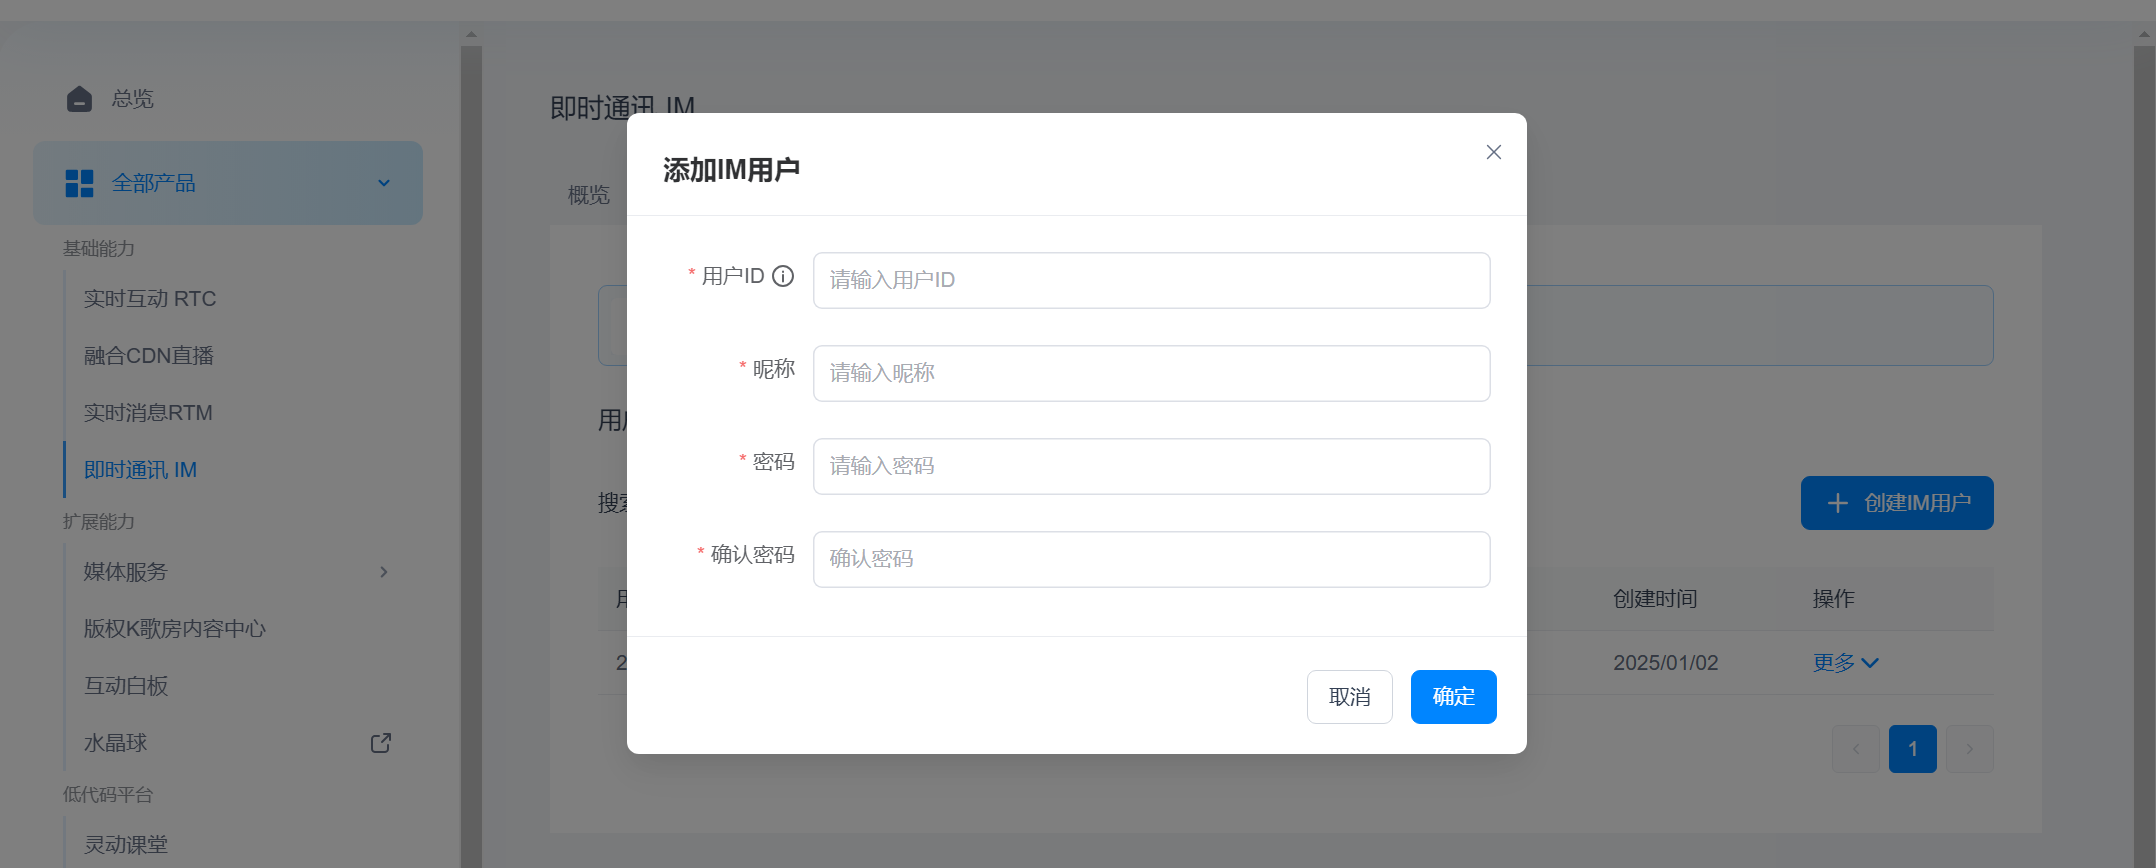 总览
全部产品
基础能力
实时互动 RTC
融合CDN直播
实时消息RTM
即时通讯 IM
扩展能力
媒体服务
版权K歌房内容中心
互动白板
水晶球
低代码平台
灵动课堂
即时通讯 IM
概览
添加IM用户
* 用户ID 请输入用户ID
* 昵称 请输入昵称
* 密码 请输入密码
* 确认密码 确认密码
取消 确定
创建IM用户
创建时间 操作
2025/01/02 更多
1